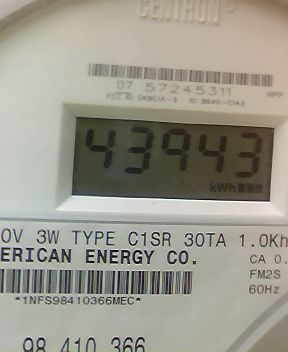 CENTRON®
07 57245311
43943
kWh
0V 3W TYPE C1SR 30TA 1.0Kh
ERICAN ENERGY CO.
CA 0.
FM2S
*1NFS98410366MEC*
60Hz
98 410 366